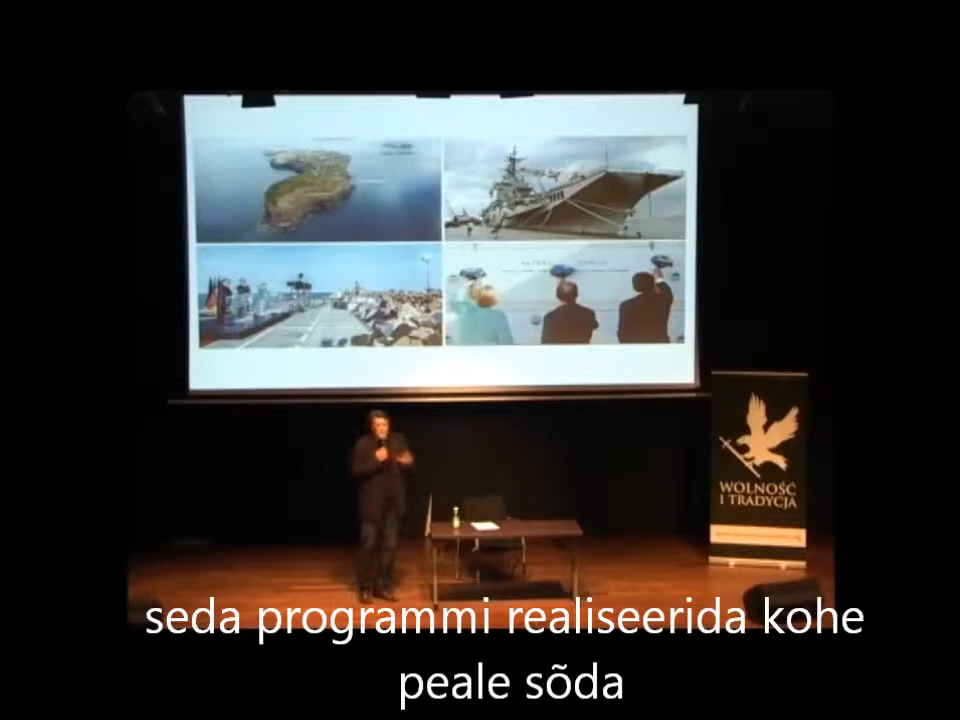 WOLNOŚĆ
I TRADYCJA
seda programmi realiseerida kohe
peale sõda